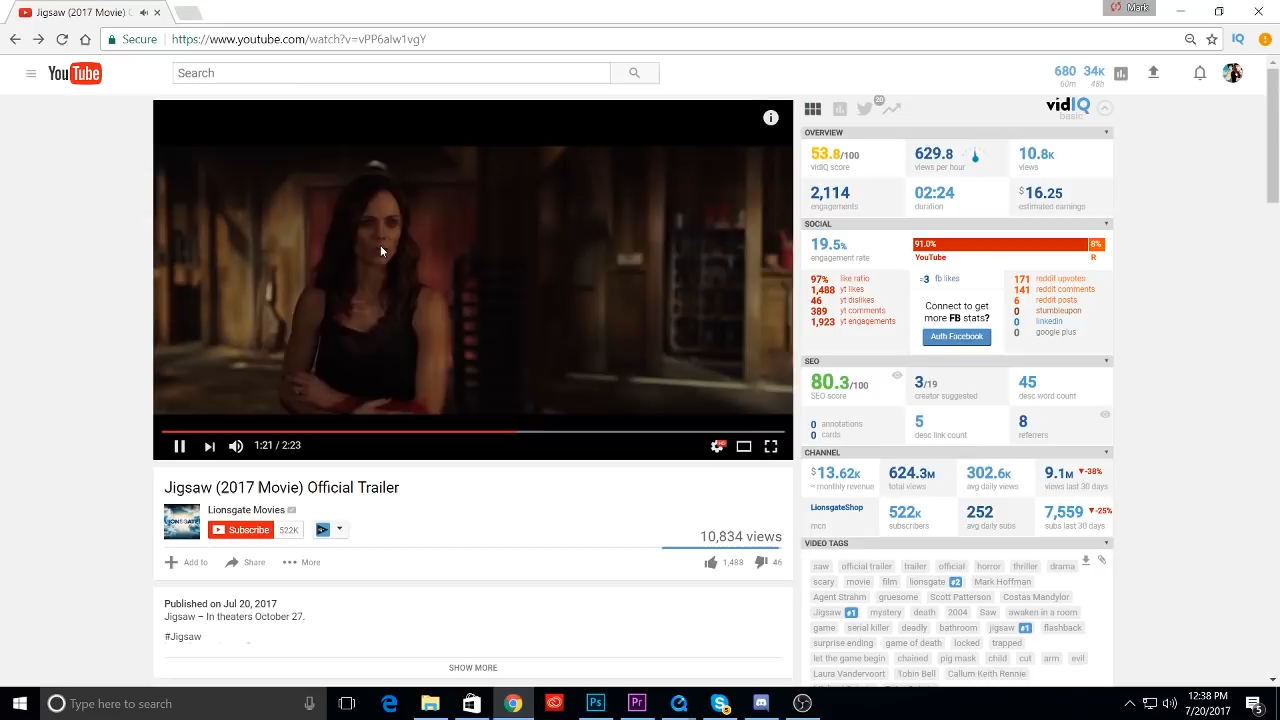 Jigsaw (2017 Movie)
Mark
Secure
https://www.youtube.com/watch?v=vPP6alw1vgY
IQ
YouTube
Search
680
60m
34K
48h
20
vidIQ
basic
i
OVERVIEW
53.8/100
vidIQ score
629.8
views per hour
10.8K
views
2,114
engagements
02:24
duration
$16.25
estimated earnings
SOCIAL
19.5%
engagement rate
91.0%
8%
YouTube
R
97% like ratio
1,488 yt likes
46 yt dislikes
389 yt comments
1,923 yt engagements
3 fb likes
Connect to get
more FB stats?
Auth Facebook
171 reddit upvotes
141 reddit comments
6 reddit posts
0 stumbleupon
0 linkedin
0 google plus
SEO
80.3/100
SEO score
3/19
creator suggested
45
desc word count
0 annotations
0 cards
5
desc link count
8
referrers
CHANNEL
$13.62K
≈ monthly revenue
624.3M
total views
302.6K
avg daily views
9.1M -38%
views last 30 days
LionsgateShop
mcn
522K
subscribers
252
avg daily subs
7,559 -25%
subs last 30 days
VIDEO TAGS
saw official trailer trailer official horror thriller drama
scary movie film lionsgate #2 Mark Hoffman
Agent Strahm gruesome Scott Patterson Costas Mandylor
Jigsaw #1 mystery death 2004 Saw awaken in a room
game serial killer deadly bathroom jigsaw #1 flashback
surprise ending game of death locked trapped
let the game begin chained pig mask child cut arm evil
Laura Vandervoort Tobin Bell Callum Keith Rennie
1:21 / 2:23
HD
Jigsaw (2017 Movie) Official Trailer
LIONSGATE
Lionsgate Movies
Subscribe 522K
10,834 views
Add to Share More
1,488 46
Published on Jul 20, 2017
Jigsaw – In theaters October 27.
#Jigsaw
SHOW MORE
Type here to search
Ps
Pr
12:38 PM
7/20/2017
5